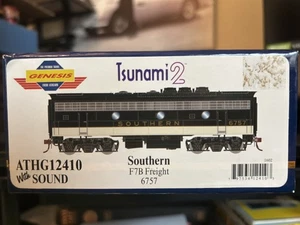 GENESIS
Tsunami2
SOUTHERN
6757
ATHG12410
With SOUND
Southern
F7B Freight
6757